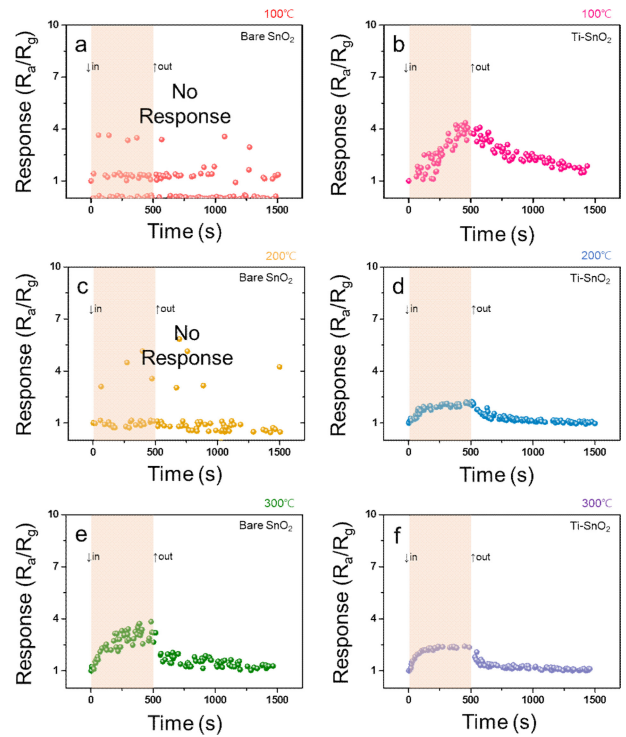 100℃
a
Bare SnO2
↓in
↑out
No
Response
Response (Ra/Rg)
10
7
4
1
0
500
1000
1500
Time (s)
100℃
b
Ti-SnO2
↓in
↑out
Response (Ra/Rg)
10
7
4
1
0
500
1000
1500
Time (s)
200℃
c
Bare SnO2
↓in
↑out
No
Response
Response (Ra/Rg)
10
7
4
1
0
500
1000
1500
Time (s)
200℃
d
Ti-SnO2
↓in
↑out
Response (Ra/Rg)
10
7
4
1
0
500
1000
1500
Time (s)
300℃
e
Bare SnO2
↓in
↑out
Response (Ra/Rg)
10
7
4
1
0
500
1000
1500
Time (s)
300℃
f
Ti-SnO2
↓in
↑out
Response (Ra/Rg)
10
7
4
1
0
500
1000
1500
Time (s)